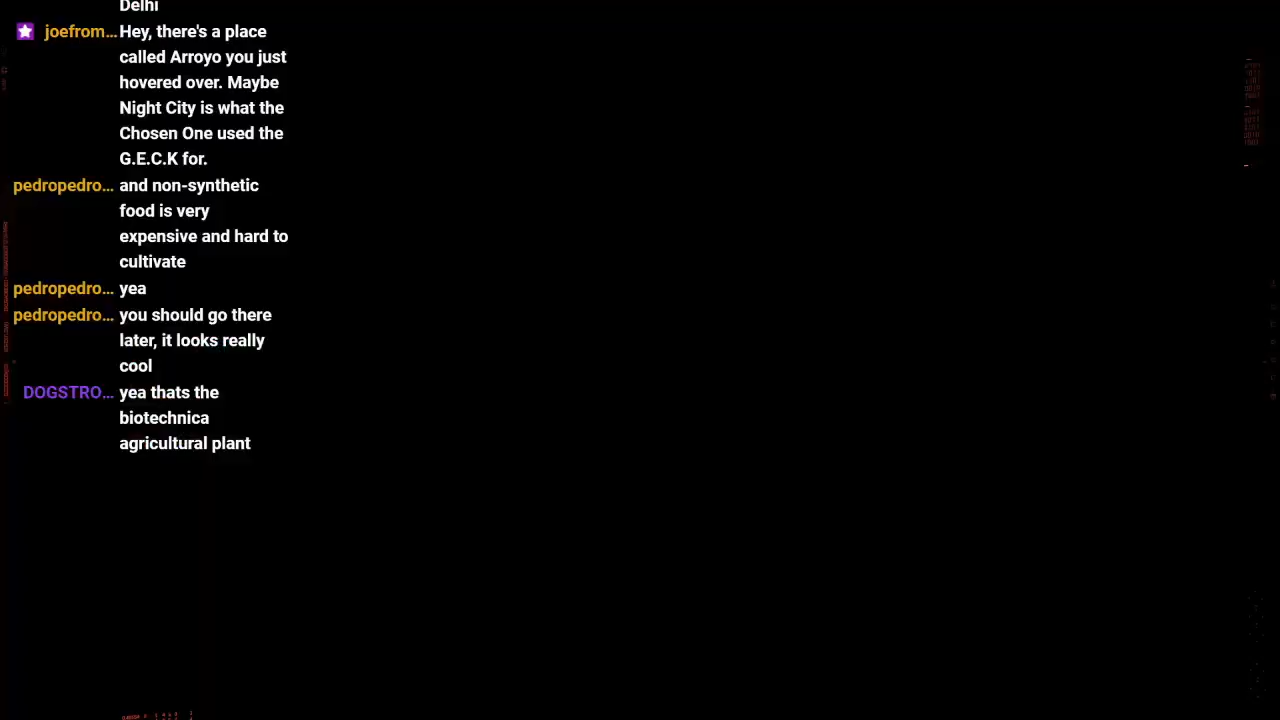 Delhi
joefrom... Hey, there's a place
called Arroyo you just
hovered over. Maybe
Night City is what the
Chosen One used the
G.E.C.K for.
pedropedro... and non-synthetic
food is very
expensive and hard to
cultivate
pedropedro... yea
pedropedro... you should go there
later, it looks really
cool
DOGSTRO... yea thats the
biotechnica
agricultural plant